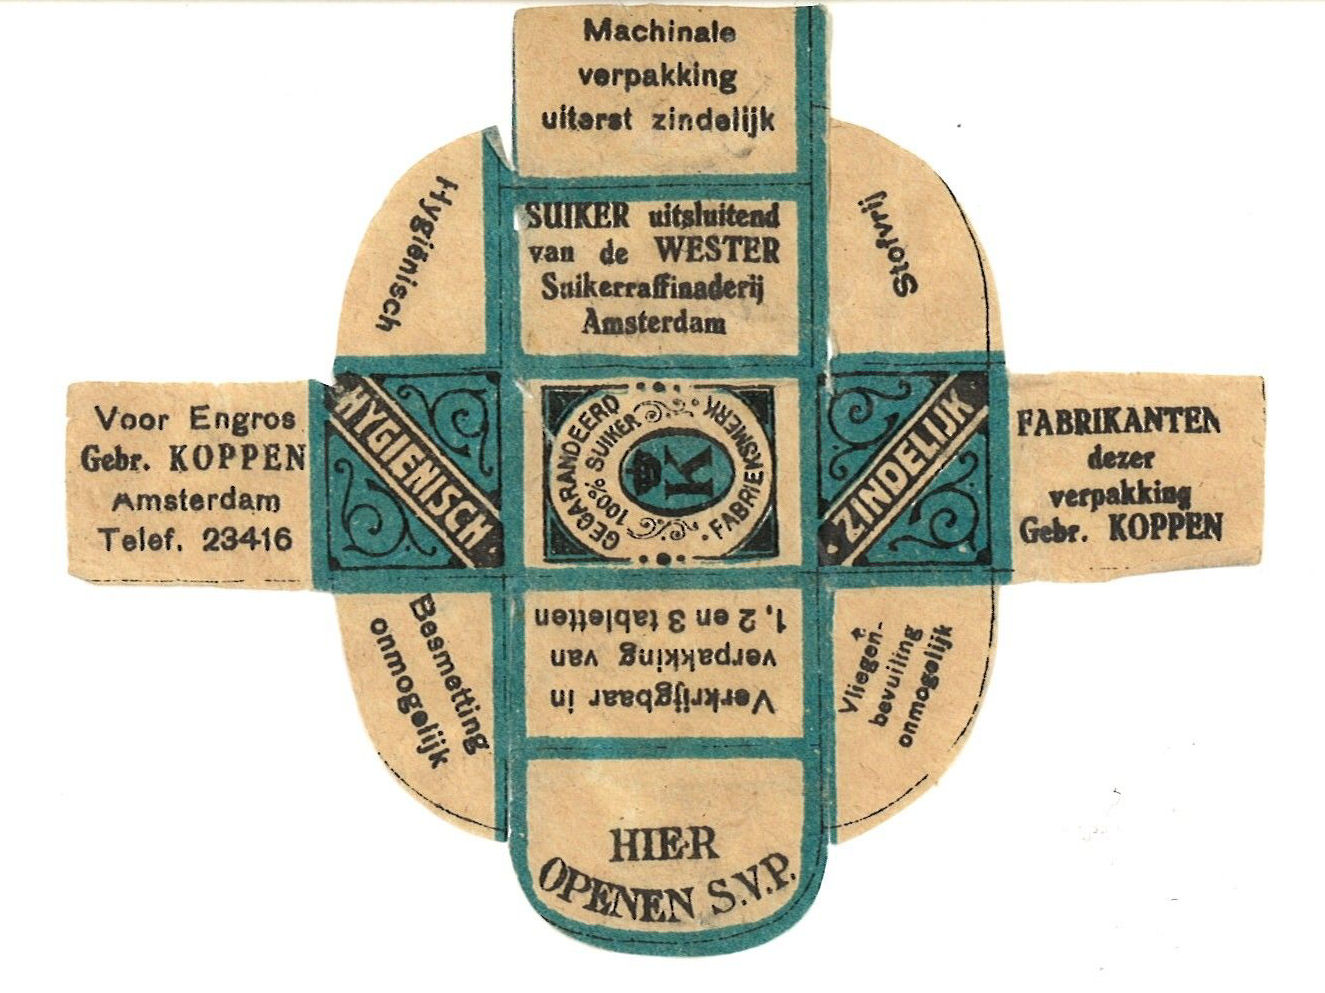 Machinale
verpakking
uiterst zindelijk
Hygiënisch
SUIKER uitsluitend
van de WESTER
Suikerraffinaderij
Amsterdam
Stofvrij
Voor Engros
Gebr. KOPPEN
Amsterdam
Telef. 23416
HYGIENISCH
GEGARANDEERD
100% SUIKER
K
FABRIEKSMERK
ZINDELIJK
FABRIKANTEN
dezer
verpakking
Gebr. KOPPEN
Besmetting
onmogelijk
Verkrijgbaar in
verpakking van
1, 2 en 3 tabletten
Vliegen-
bevuiling
onmogelijk
HIER
OPENEN S.V.P.